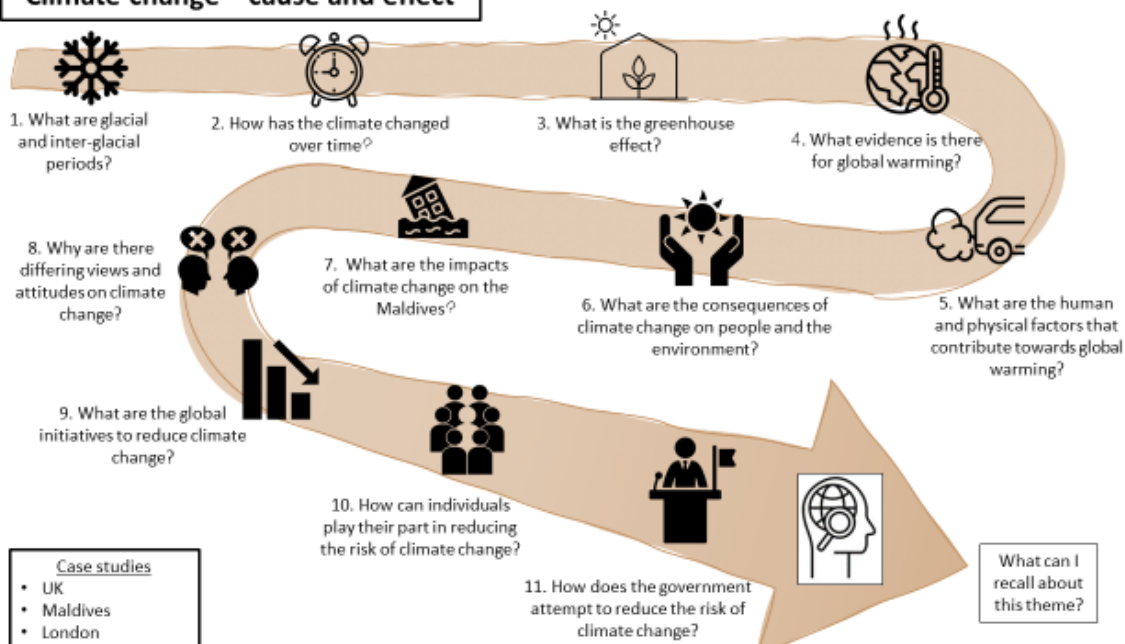 Climate change – cause and effect
1. What are glacial
and inter-glacial
periods?
2. How has the climate changed
over time?
3. What is the greenhouse
effect?
4. What evidence is there
for global warming?
5. What are the human
and physical factors that
contribute towards global
warming?
6. What are the consequences of
climate change on people and the
environment?
7. What are the impacts
of climate change on the
Maldives?
8. Why are there
differing views and
attitudes on climate
change?
9. What are the global
initiatives to reduce climate
change?
10. How can individuals
play their part in reducing
the risk of climate change?
11. How does the government
attempt to reduce the risk of
climate change?
What can I
recall about
this theme?
Case studies
• UK
• Maldives
• London